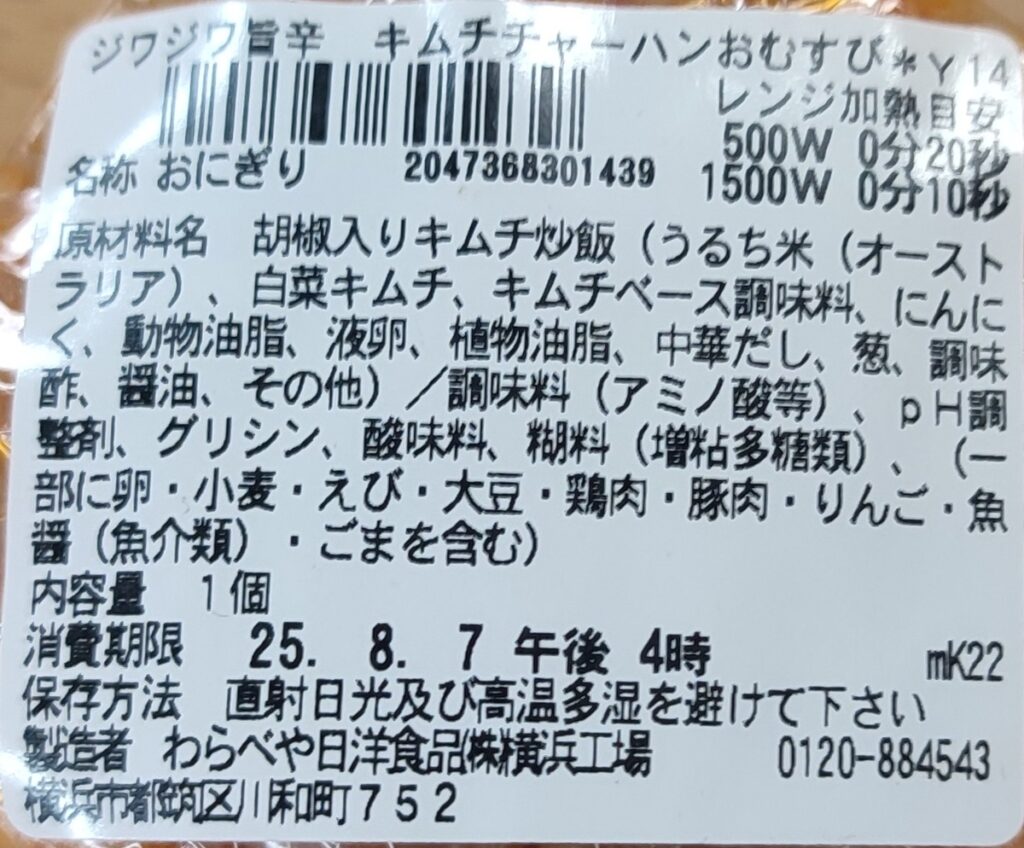 ジワジワ旨辛　キムチチャーハンおむすび*Y14
レンジ加熱目安
500W 0分20秒
名称 おにぎり 2047368301439 1500W 0分10秒
原材料名　胡椒入りキムチ炒飯（うるち米（オースト
ラリア）、白菜キムチ、キムチベース調味料、にんに
く、動物油脂、液卵、植物油脂、中華だし、葱、調味
酢、醤油、その他）／調味料（アミノ酸等）、pH調
整剤、グリシン、酸味料、糊料（増粘多糖類）、（一
部に卵・小麦・えび・大豆・鶏肉・豚肉・りんご・魚
醤（魚介類）・ごまを含む）
内容量　1個
消費期限　25. 8. 7 午後 4時 mK22
保存方法　直射日光及び高温多湿を避けて下さい
製造者　わらべや日洋食品㈱横浜工場 0120-884543
横浜市都筑区川和町752